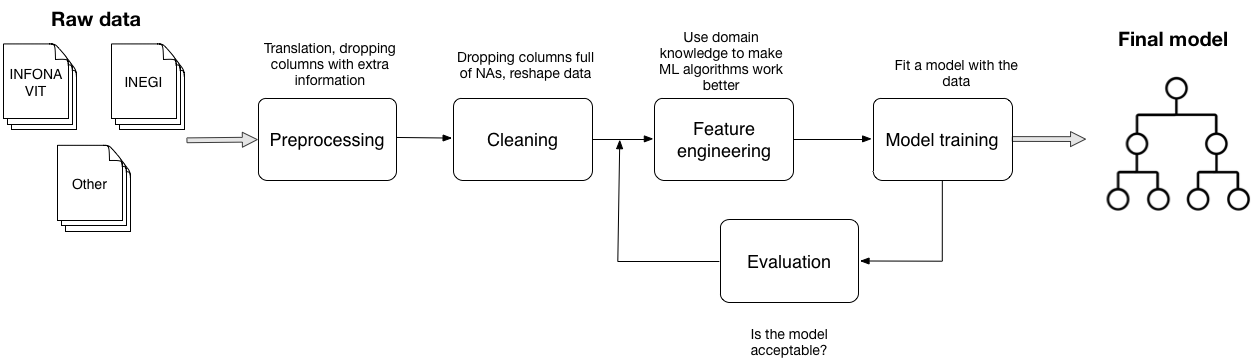 Raw data
INFONA
VIT
INEGI
Other
Translation, dropping
columns with extra
information
Preprocessing
Dropping columns full
of NAs, reshape data
Cleaning
Use domain
knowledge to make
ML algorithms work
better
Feature
engineering
Fit a model with the
data
Model training
Final model
Evaluation
Is the model
acceptable?